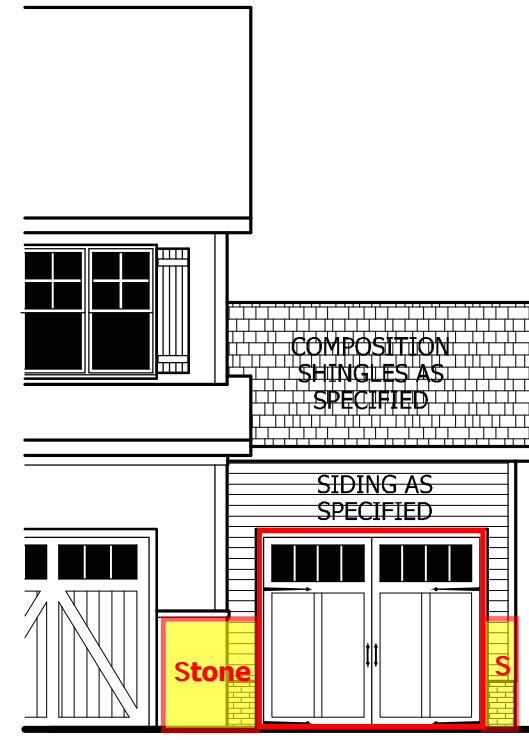 COMPOSITION
SHINGLES AS
SPECIFIED
SIDING AS
SPECIFIED
Stone
S